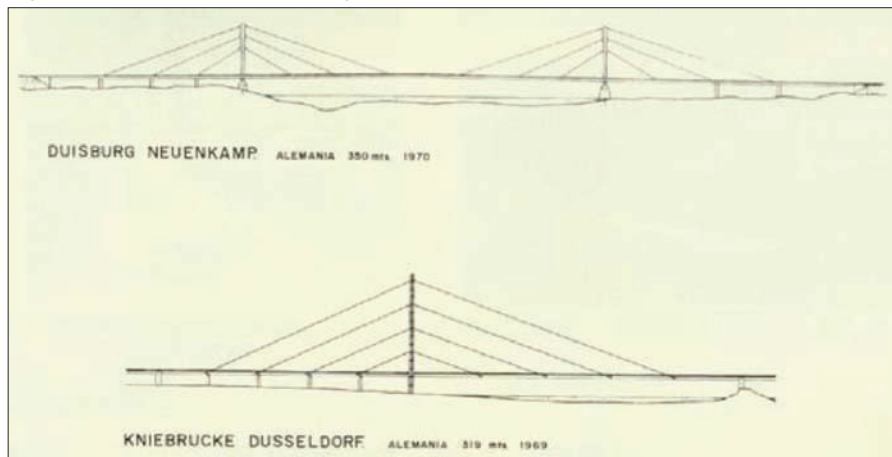 DUISBURG NEUENKAMP. ALEMANIA 350 mts. 1970
KNIEBRUCKE DUSSELDORF. ALEMANIA 319 mts. 1969